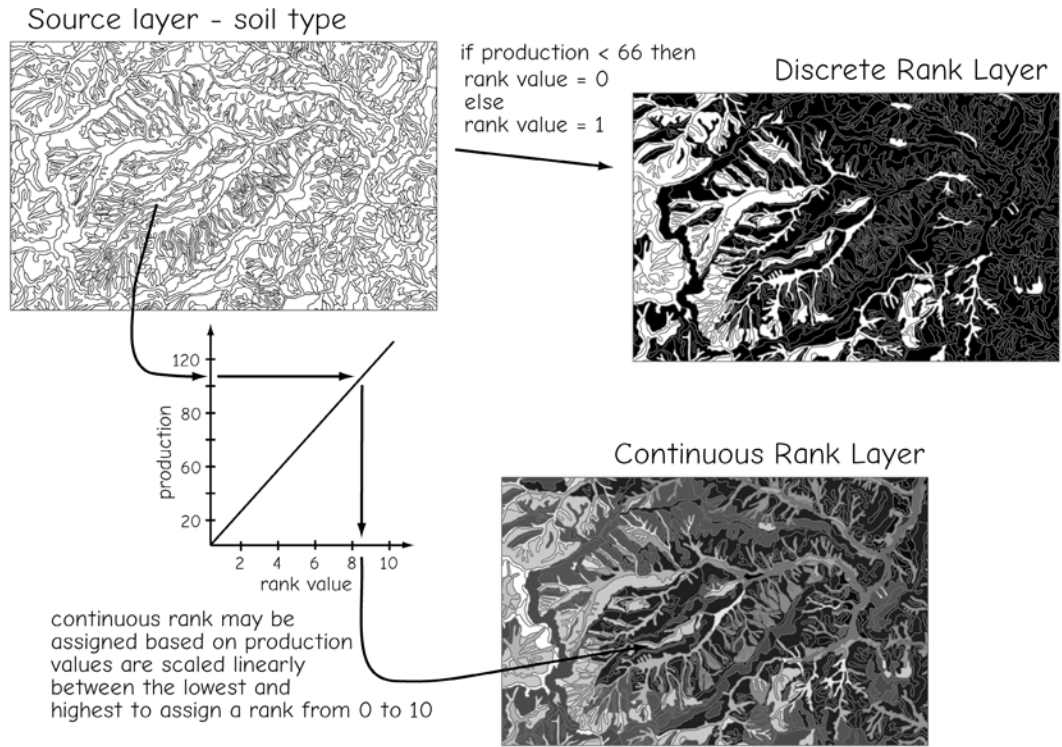 Source layer - soil type
if production < 66 then
rank value = 0
else
rank value = 1
Discrete Rank Layer
120
80
60
20
production
2 4 6 8 10
rank value
Continuous Rank Layer
continuous rank may be
assigned based on production
values are scaled linearly
between the lowest and
highest to assign a rank from 0 to 10